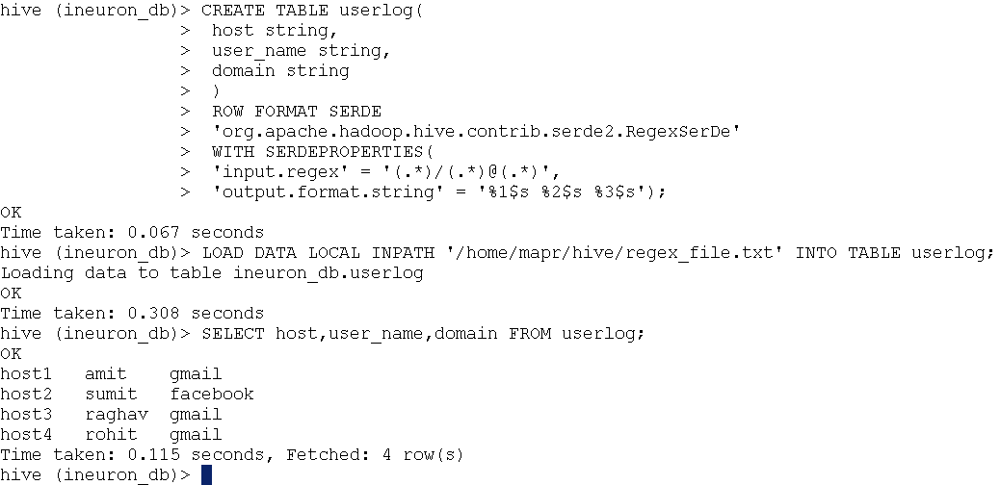 hive (ineuron_db)> CREATE TABLE userlog(
> host string,
> user_name string,
> domain string
> )
> ROW FORMAT SERDE
> 'org.apache.hadoop.hive.contrib.serde2.RegexSerDe'
> WITH SERDEPROPERTIES(
> 'input.regex' = '(.*)/(.*)@(.*)',
> 'output.format.string' = '%1$s %2$s %3$s');
OK
Time taken: 0.067 seconds
hive (ineuron_db)> LOAD DATA LOCAL INPATH '/home/mapr/hive/regex_file.txt' INTO TABLE userlog;
Loading data to table ineuron_db.userlog
OK
Time taken: 0.308 seconds
hive (ineuron_db)> SELECT host,user_name,domain FROM userlog;
OK
host1 amit gmail
host2 sumit facebook
host3 raghav gmail
host4 rohit gmail
Time taken: 0.115 seconds, Fetched: 4 row(s)
hive (ineuron_db)>